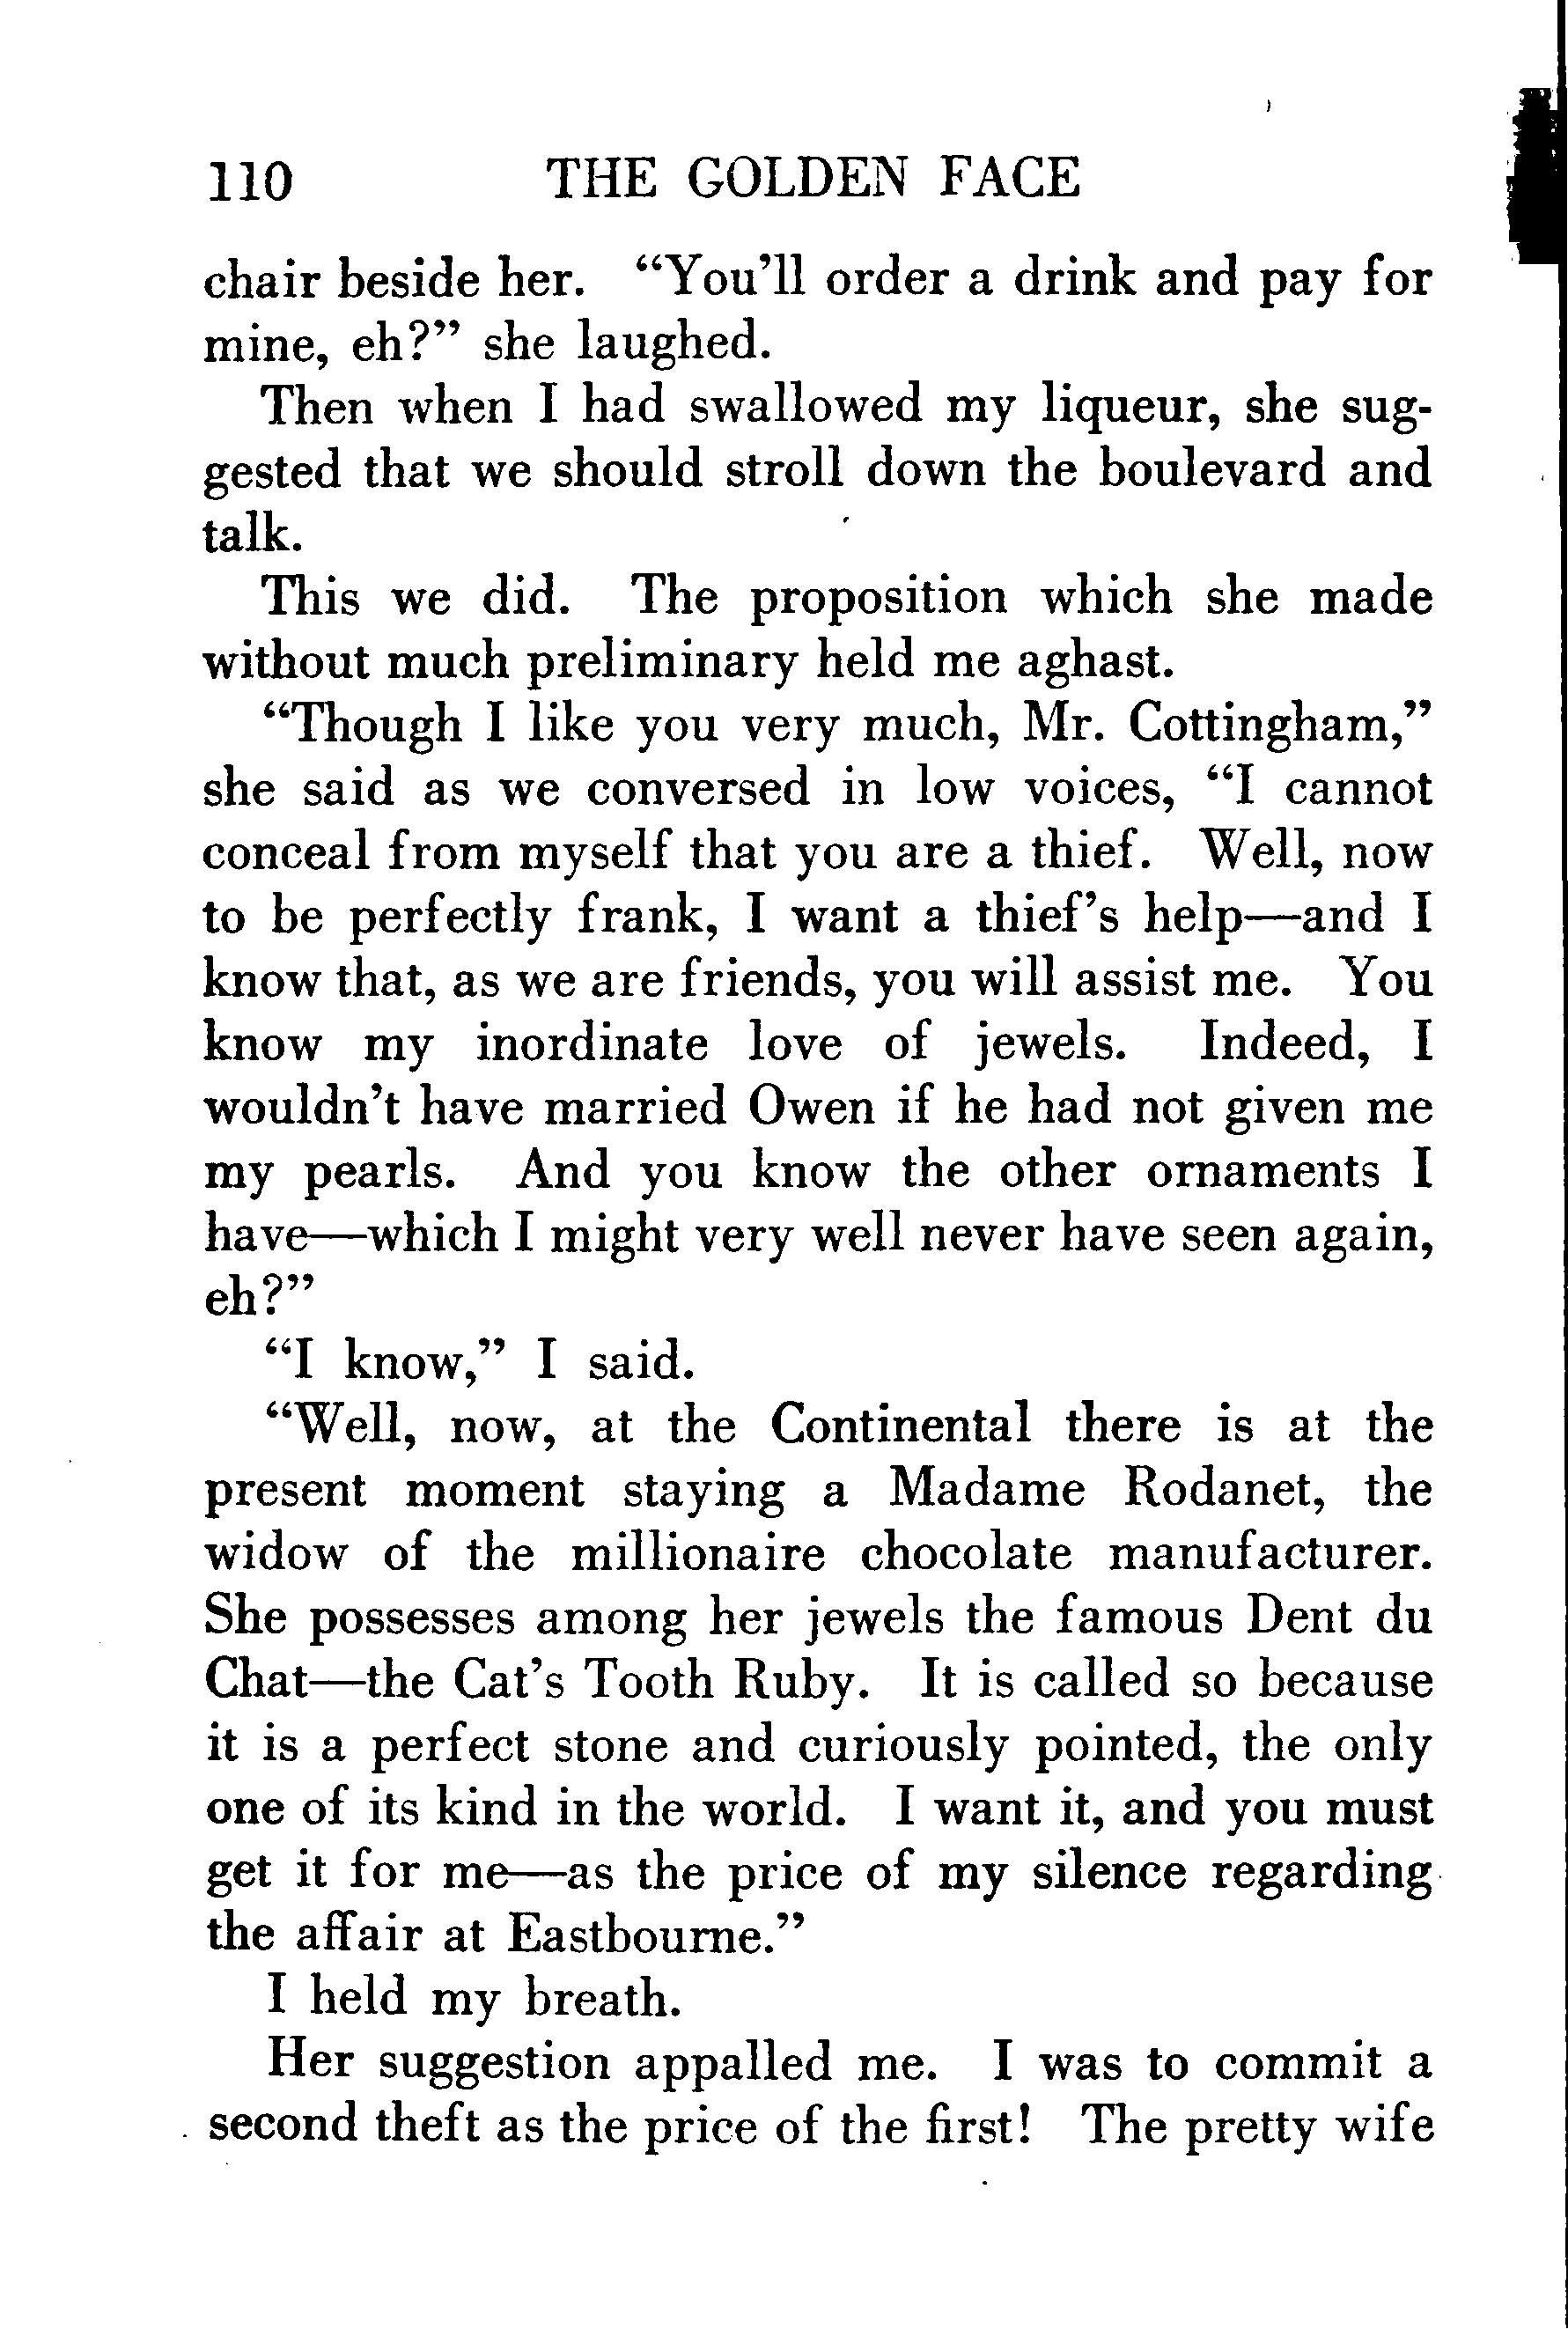 110 THE GOLDEN FACE
chair beside her. “You’ll order a drink and pay for
mine, eh?” she laughed.
Then when I had swallowed my liqueur, she sug-
gested that we should stroll down the boulevard and
talk.
This we did. The proposition which she made
without much preliminary held me aghast.
“Though I like you very much, Mr. Cottingham,”
she said as we conversed in low voices, “I cannot
conceal from myself that you are a thief. Well, now
to be perfectly frank, I want a thief’s help—and I
know that, as we are friends, you will assist me. You
know my inordinate love of jewels. Indeed, I
wouldn’t have married Owen if he had not given me
my pearls. And you know the other ornaments I
have—which I might very well never have seen again,
eh?”
“I know,” I said.
“Well, now, at the Continental there is at the
present moment staying a Madame Rodanet, the
widow of the millionaire chocolate manufacturer.
She possesses among her jewels the famous Dent du
Chat—the Cat’s Tooth Ruby. It is called so because
it is a perfect stone and curiously pointed, the only
one of its kind in the world. I want it, and you must
get it for me—as the price of my silence regarding
the affair at Eastbourne.”
I held my breath.
Her suggestion appalled me. I was to commit a
second theft as the price of the first! The pretty wife